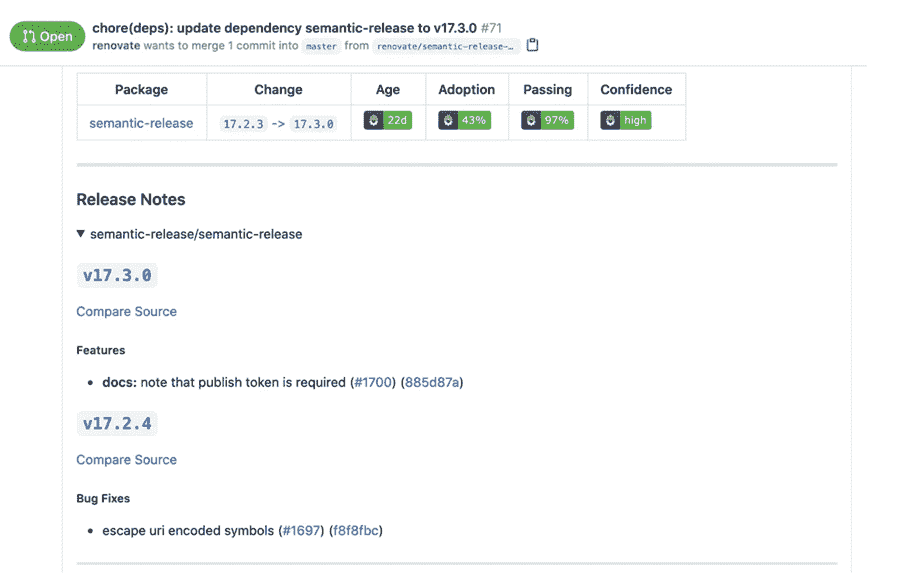 Open
chore(deps): update dependency semantic-release to v17.3.0 #71
renovate wants to merge 1 commit into master from renovate/semantic-release-…
Package Change Age Adoption Passing Confidence
semantic-release 17.2.3 -> 17.3.0 22d 43% 97% high
Release Notes
▼ semantic-release/semantic-release
v17.3.0
Compare Source
Features
• docs: note that publish token is required (#1700) (885d87a)
v17.2.4
Compare Source
Bug Fixes
• escape uri encoded symbols (#1697) (f8f8fbc)